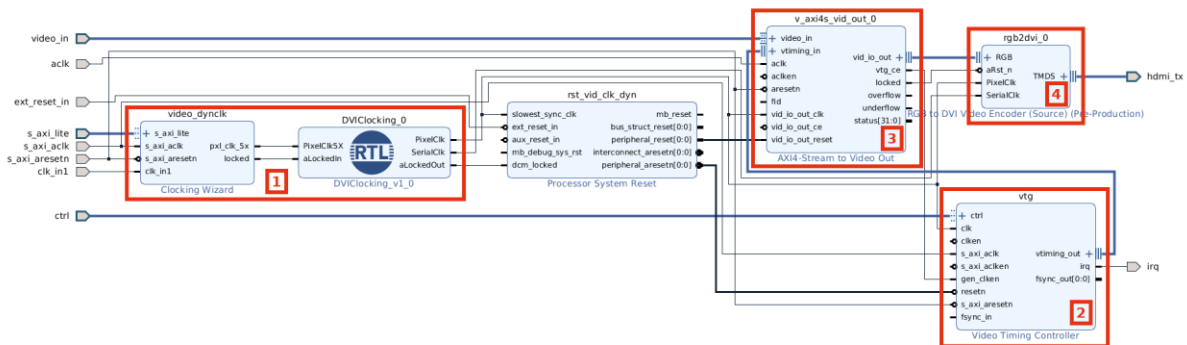 video_in
aclk
ext_reset_in
s_axi_lite
s_axi_aclk
s_axi_aresetn
clk_in1
ctrl
video_dynclk
s_axi_lite
s_axi_aclk
s_axi_aresetn
clk_in1
pxl_clk_5x
locked
Clocking Wizard
1
DVIClocking_0
PixelClk5X
aLockedIn
RTL
PixelClk
SerialClk
aLockedOut
DVIClocking_v1_0
rst_vid_clk_dyn
slowest_sync_clk
ext_reset_in
aux_reset_in
mb_debug_sys_rst
dcm_locked
mb_reset
bus_struct_reset[0:0]
peripheral_reset[0:0]
interconnect_aresetn[0:0]
peripheral_aresetn[0:0]
Processor System Reset
v_axi4s_vid_out_0
video_in
vtiming_in
aclk
aclken
aresetn
fid
vid_io_out_clk
vid_io_out_ce
vid_io_out_reset
vid_io_out
vtg_ce
locked
overflow
underflow
status[31:0]
3
AXI4-Stream to Video Out
rgb2dvi_0
RGB
aRst_n
PixelClk
SerialClk
TMDS
4
RGB to DVI Video Encoder (Source) (Pre-Production)
hdmi_tx
vtg
ctrl
clk
clken
s_axi_aclk
s_axi_aclken
gen_clken
resetn
s_axi_aresetn
fsync_in
vtiming_out
irq
fsync_out[0:0]
2
Video Timing Controller
irq